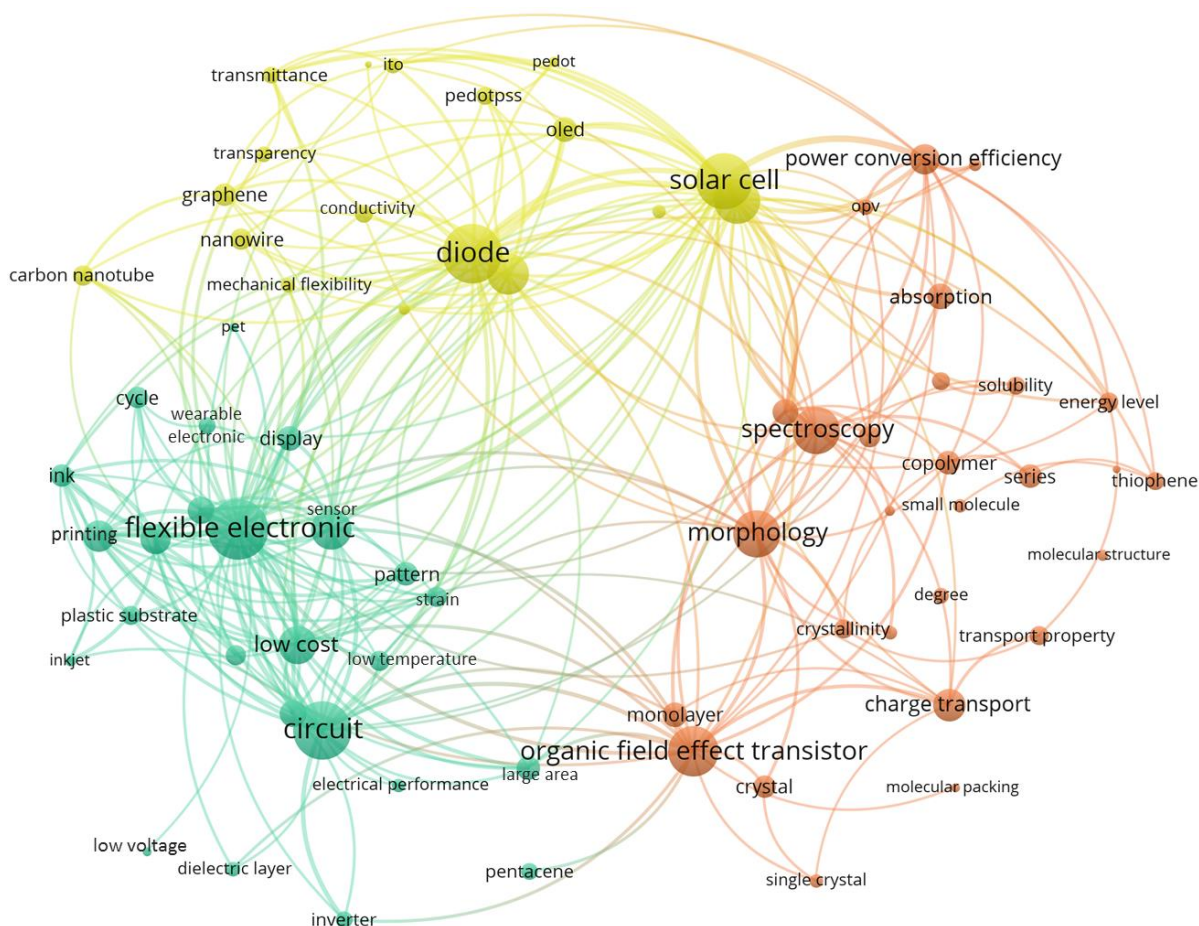 transmittance
ito
pedot
pedotpss
oled
transparency
graphene
conductivity
nanowire
carbon nanotube
mechanical flexibility
diode
solar cell
power conversion efficiency
opv
absorption
pet
cycle
wearable
electronic
display
ink
printing
flexible electronic
sensor
pattern
strain
plastic substrate
inkjet
low cost
low temperature
circuit
electrical performance
large area
low voltage
dielectric layer
inverter
pentacene
spectroscopy
solubility
energy level
copolymer
series
thiophene
small molecule
morphology
molecular structure
degree
crystallinity
transport property
charge transport
monolayer
organic field effect transistor
crystal
molecular packing
single crystal